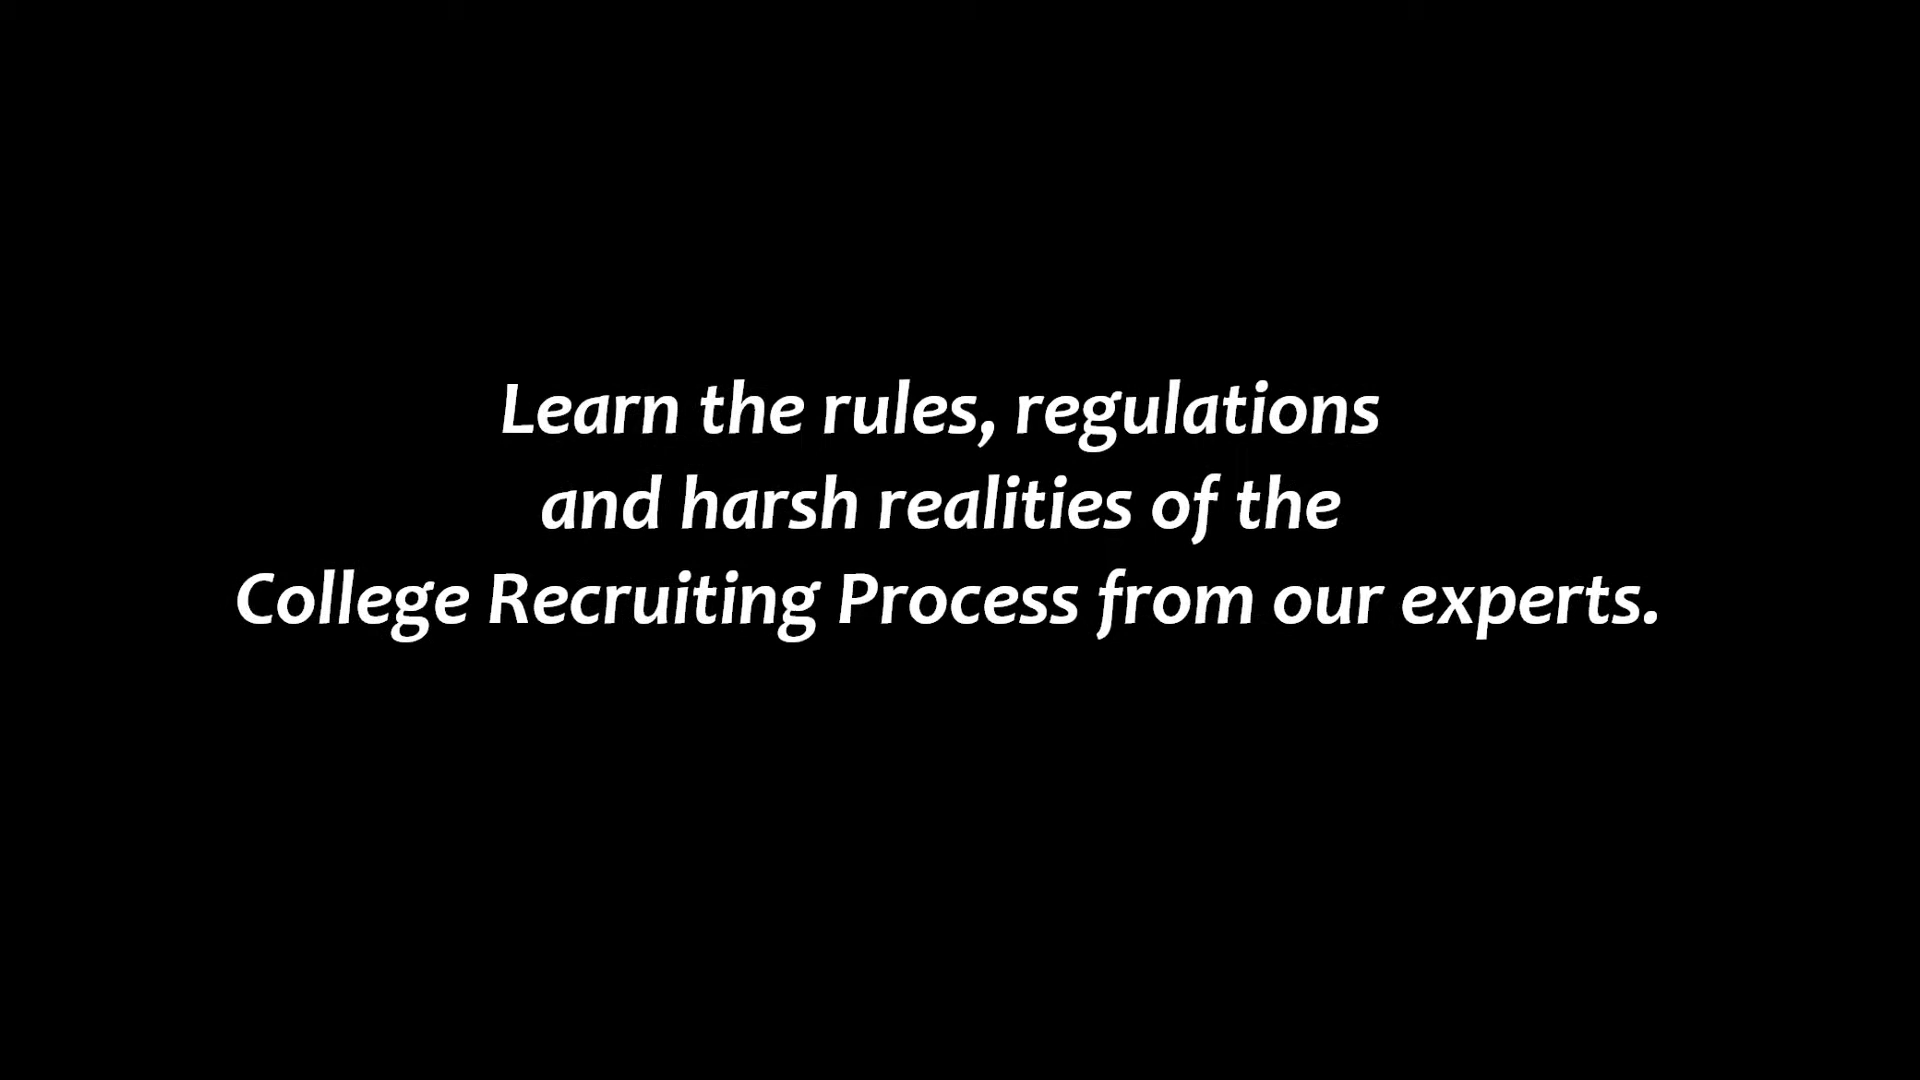 Learn the rules, regulations
and harsh realities of the
College Recruiting Process from our experts.